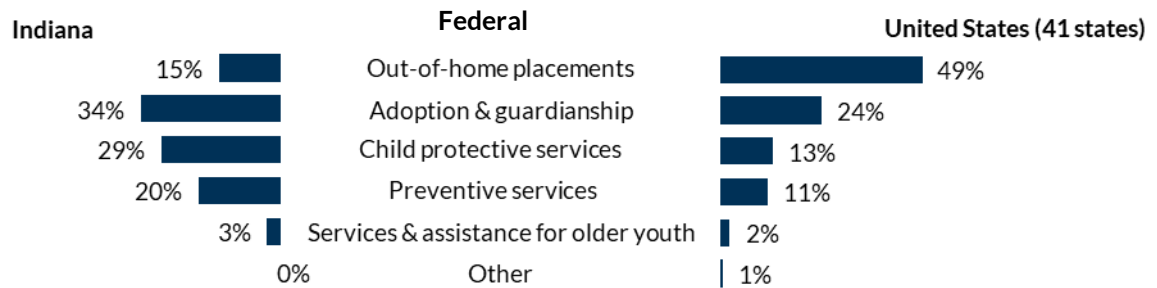 Indiana Federal United States (41 states)
15% Out-of-home placements 49%
34% Adoption & guardianship 24%
29% Child protective services 13%
20% Preventive services 11%
3% Services & assistance for older youth 2%
0% Other 1%